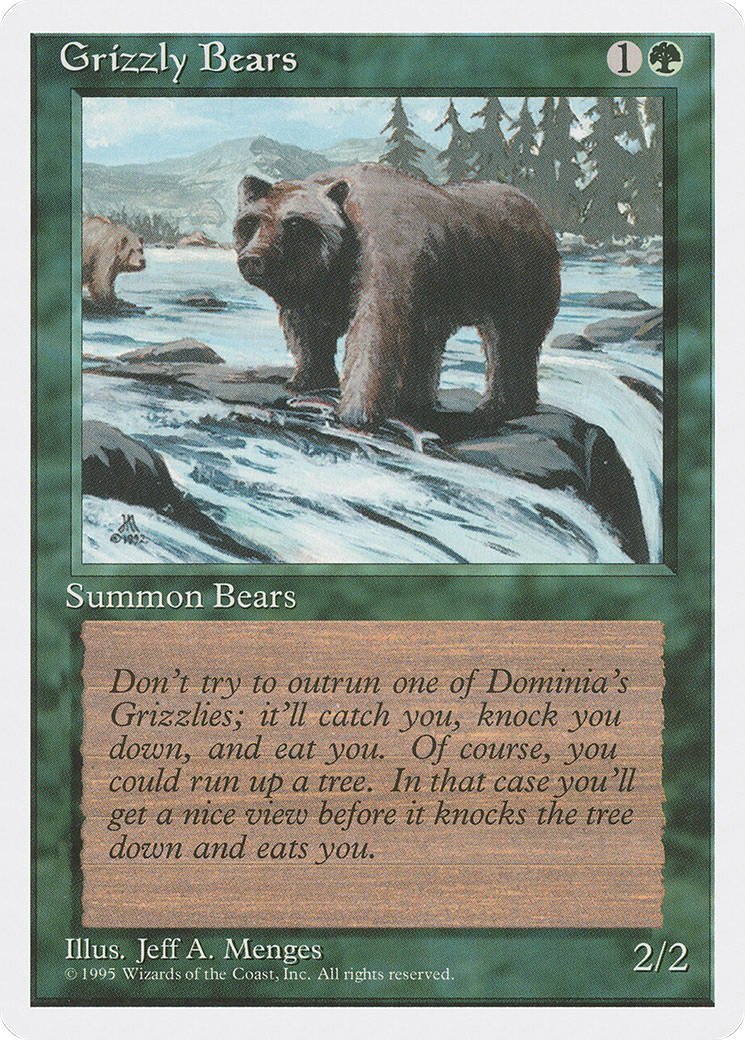 Grizzly Bears 1
©1992
Summon Bears
Don't try to outrun one of Dominia's
Grizzlies; it'll catch you, knock you
down, and eat you. Of course, you
could run up a tree. In that case you'll
get a nice view before it knocks the tree
down and eats you.
Illus. Jeff A. Menges
2/2
© 1995 Wizards of the Coast, Inc. All rights reserved.